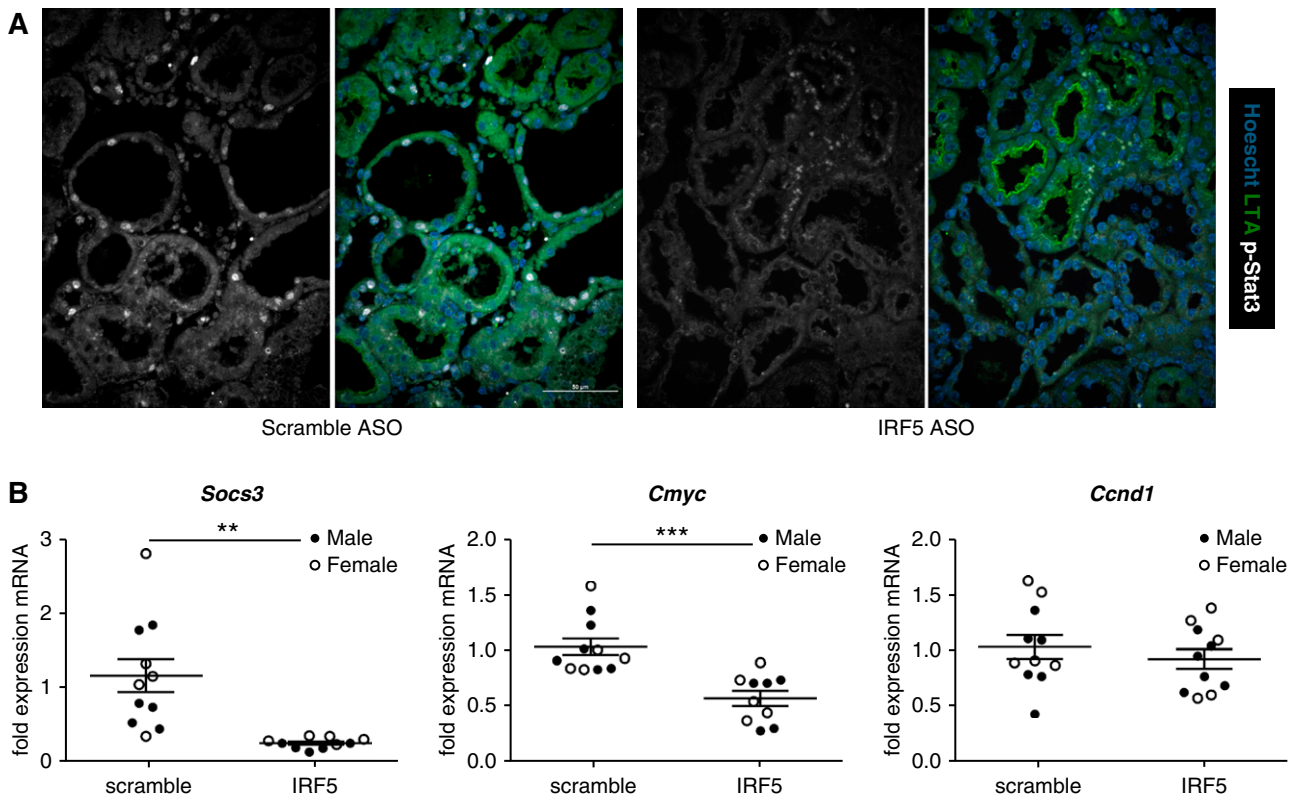 A
Hoescht LTA p-Stat3
50 µm
Scramble ASO
IRF5 ASO
B
Socs3
fold expression mRNA
3
2
1
0
**
Male
Female
scramble
IRF5
Cmyc
fold expression mRNA
2.0
1.5
1.0
0.5
0.0
***
Male
Female
scramble
IRF5
Ccnd1
fold expression mRNA
2.0
1.5
1.0
0.5
0.0
Male
Female
scramble
IRF5